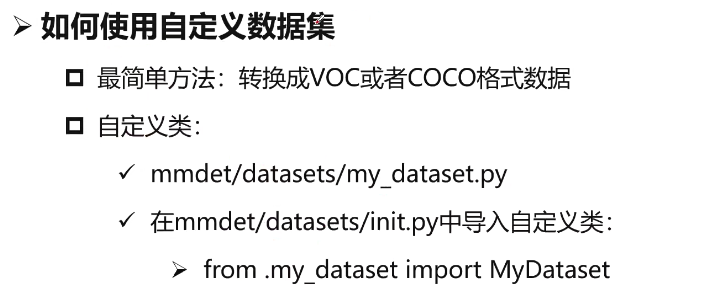 如何使用自定义数据集
最简单方法：转换成VOC或者COCO格式数据
自定义类：
mmdet/datasets/my_dataset.py
在mmdet/datasets/init.py中导入自定义类：
from .my_dataset import MyDataset